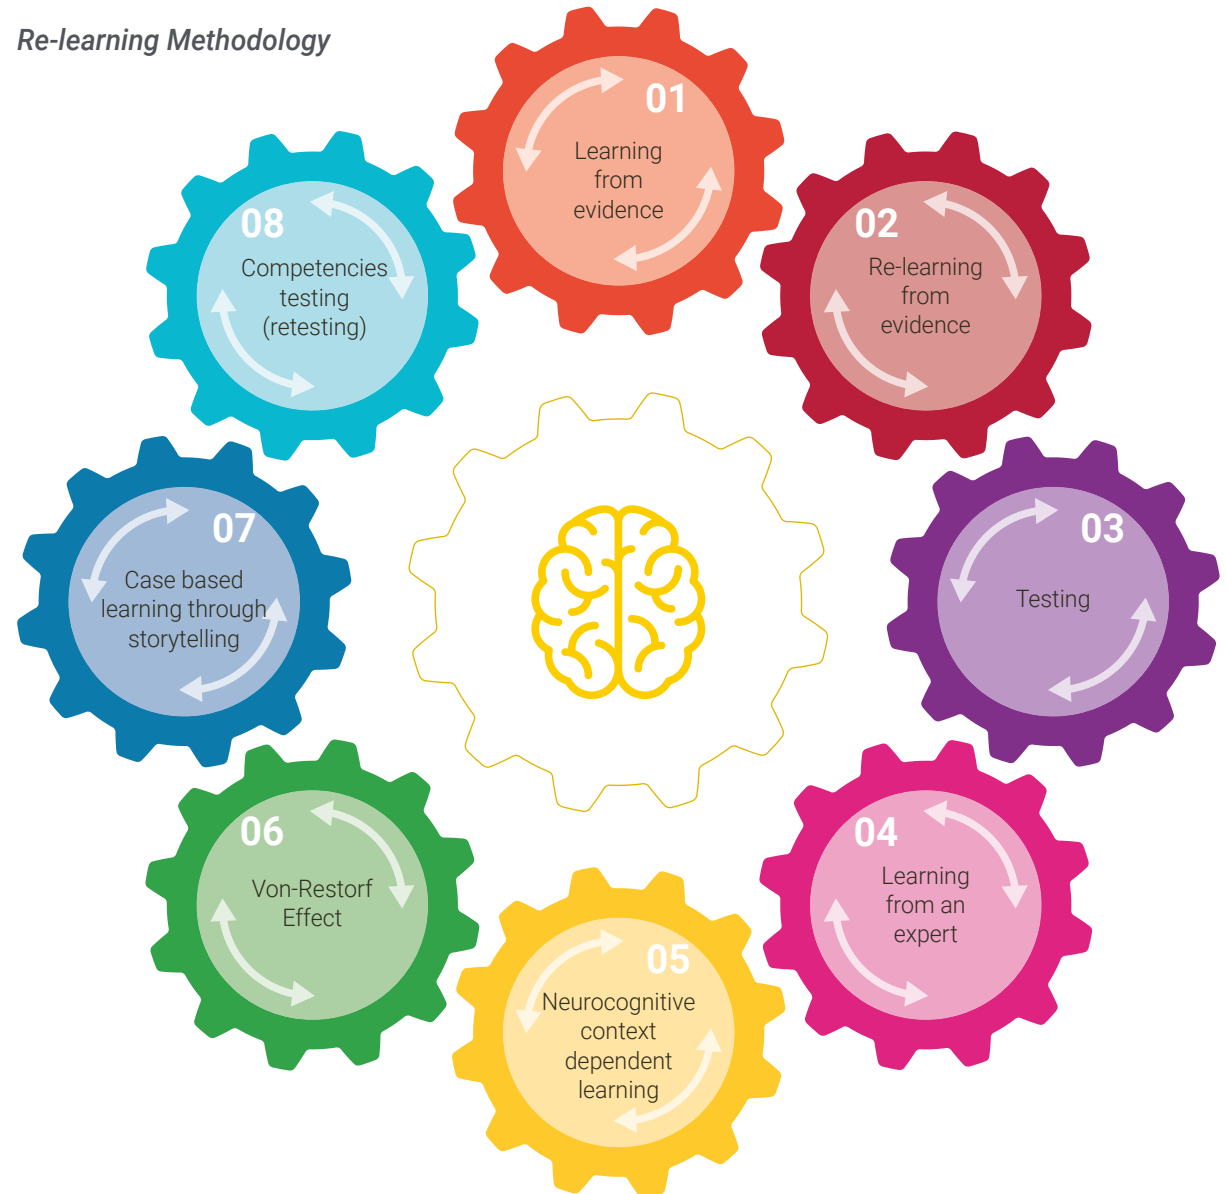 Re-learning Methodology
01
Learning
from
evidence
02
Re-learning
from
evidence
03
Testing
04
Learning
from an
expert
05
Neurocognitive
context
dependent
learning
06
Von-Restorf
Effect
07
Case based
learning through
storytelling
08
Competencies
testing
(retesting)